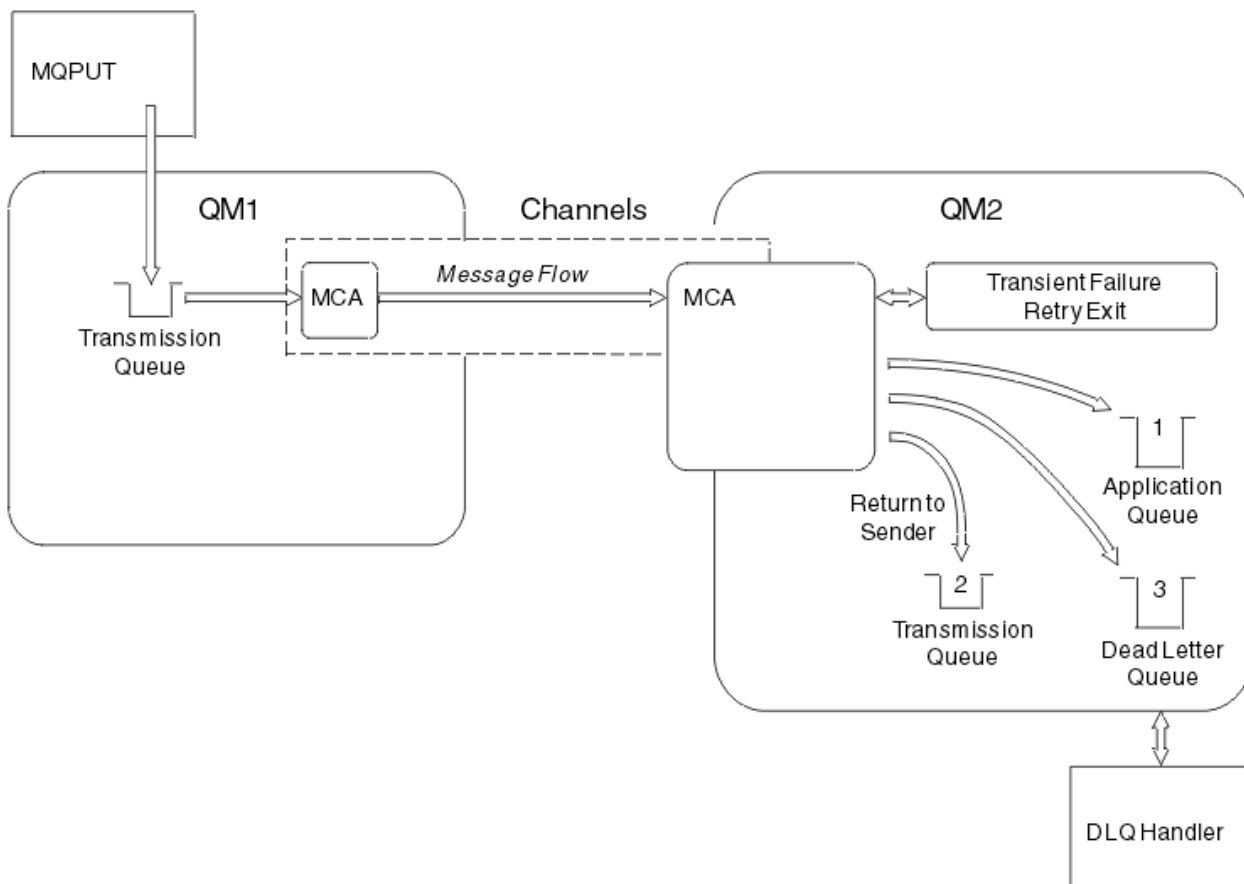 MQPUT
QM1
Channels
QM2
Message Flow
MCA
MCA
Transient Failure
Retry Exit
Transmission
Queue
1
Application
Queue
Return to
Sender
2
Transmission
Queue
3
Dead Letter
Queue
DLQ Handler